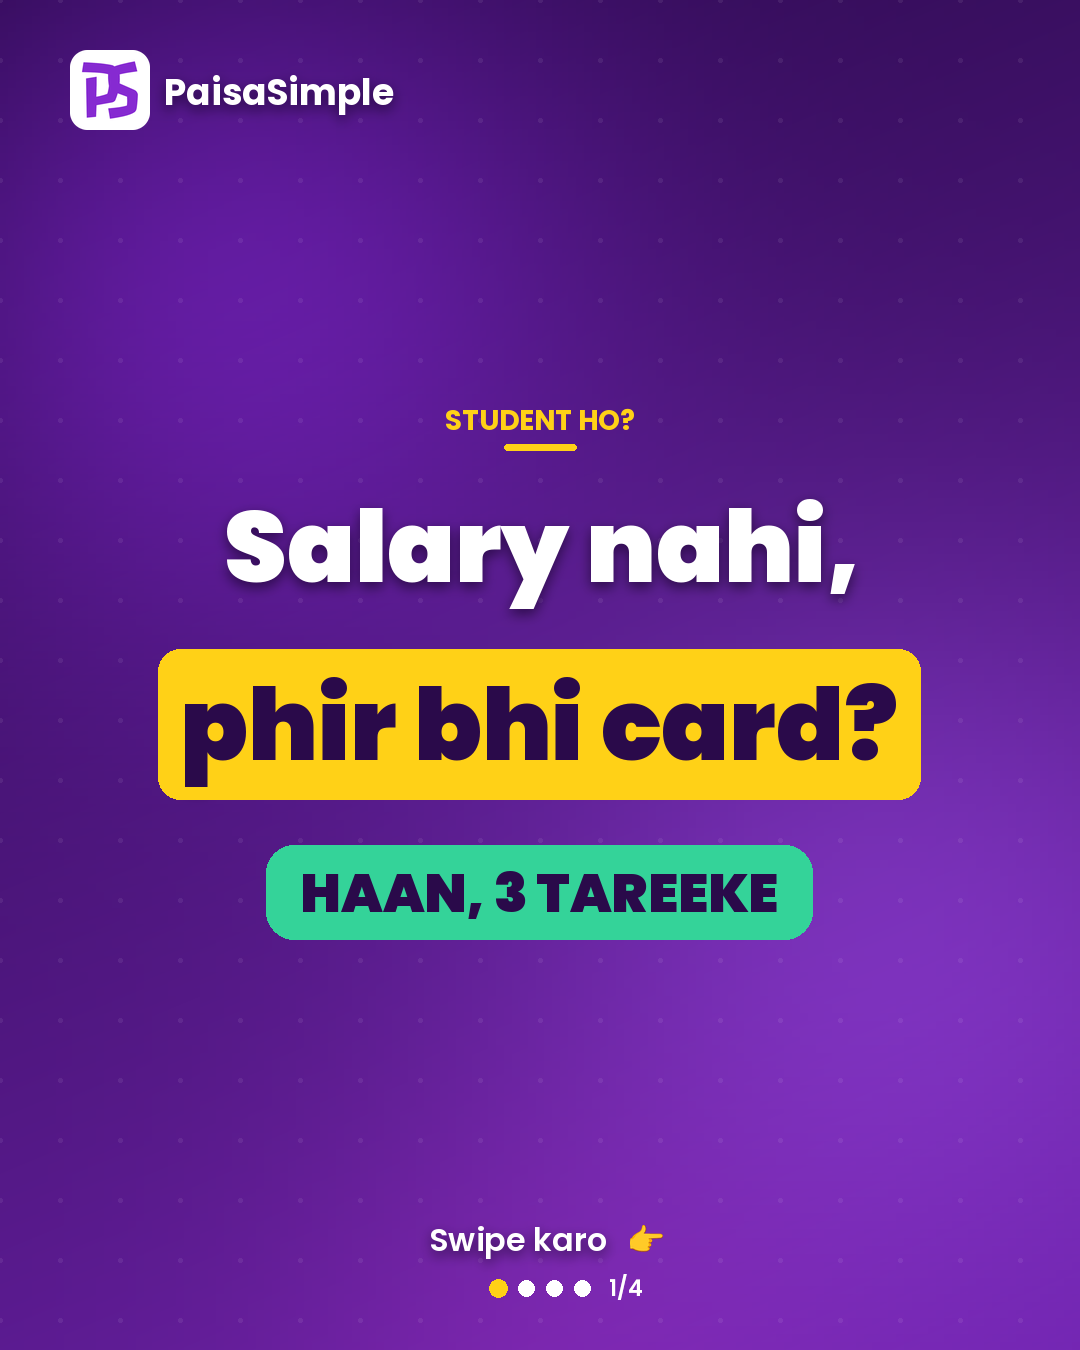 PaisaSimple
STUDENT HO?
Salary nahi,
phir bhi card?
HAAN, 3 TAREEKE
Swipe karo 👉
1/4